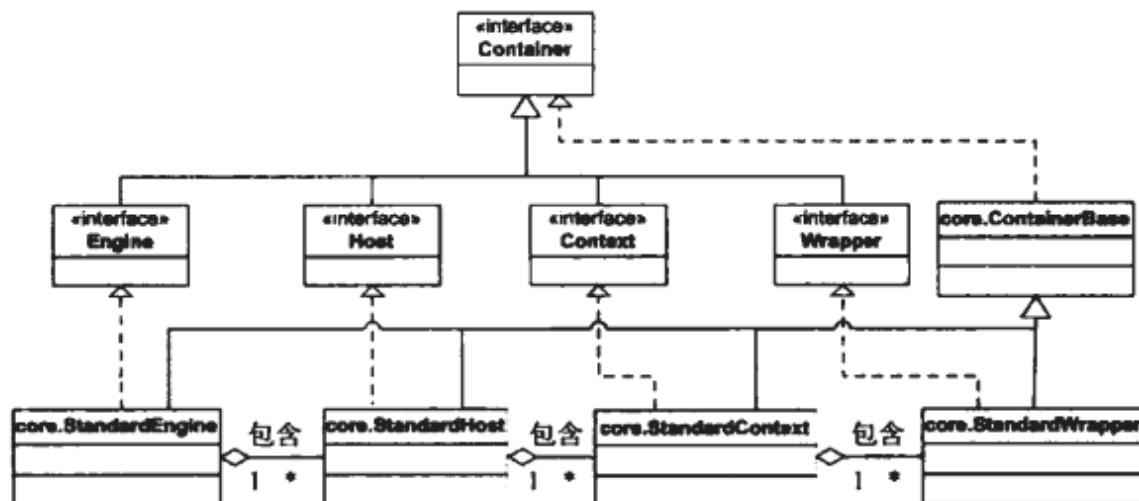 «interface»
Container
«interface»
Engine
«interface»
Host
«interface»
Context
«interface»
Wrapper
core.ContainerBase
core.StandardEngine
包含
1 *
core.StandardHost
包含
1 *
core.StandardContext
包含
1 *
core.StandardWrapper